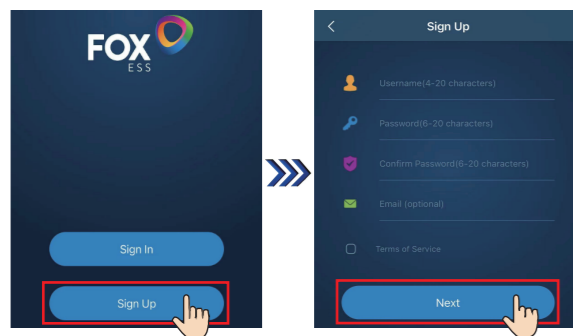 FOX
ESS
Sign In
Sign Up
Sign Up
Username(4-20 characters)
Password(6-20 characters)
Confirm Password(6-20 characters)
Email (optional)
Terms of Service
Next